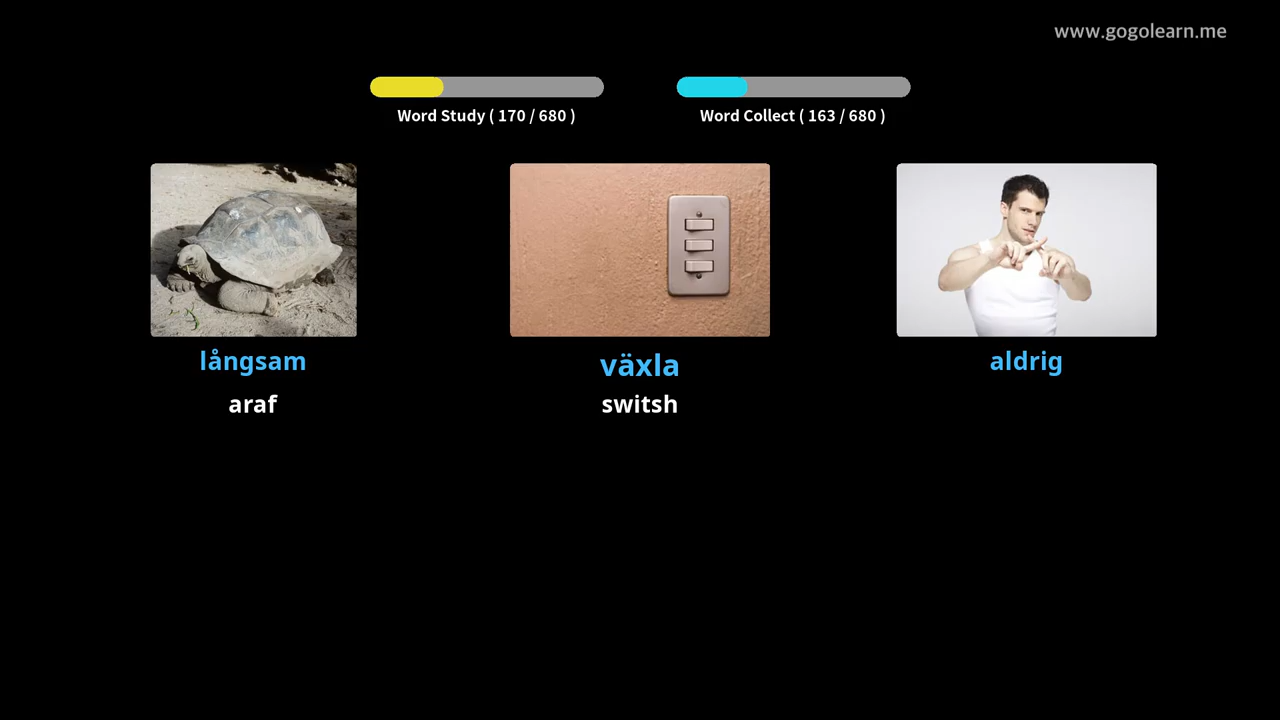 www.gogolearn.me
Word Study ( 170 / 680 )
Word Collect ( 163 / 680 )
långsam
växla
aldrig
araf
switsh